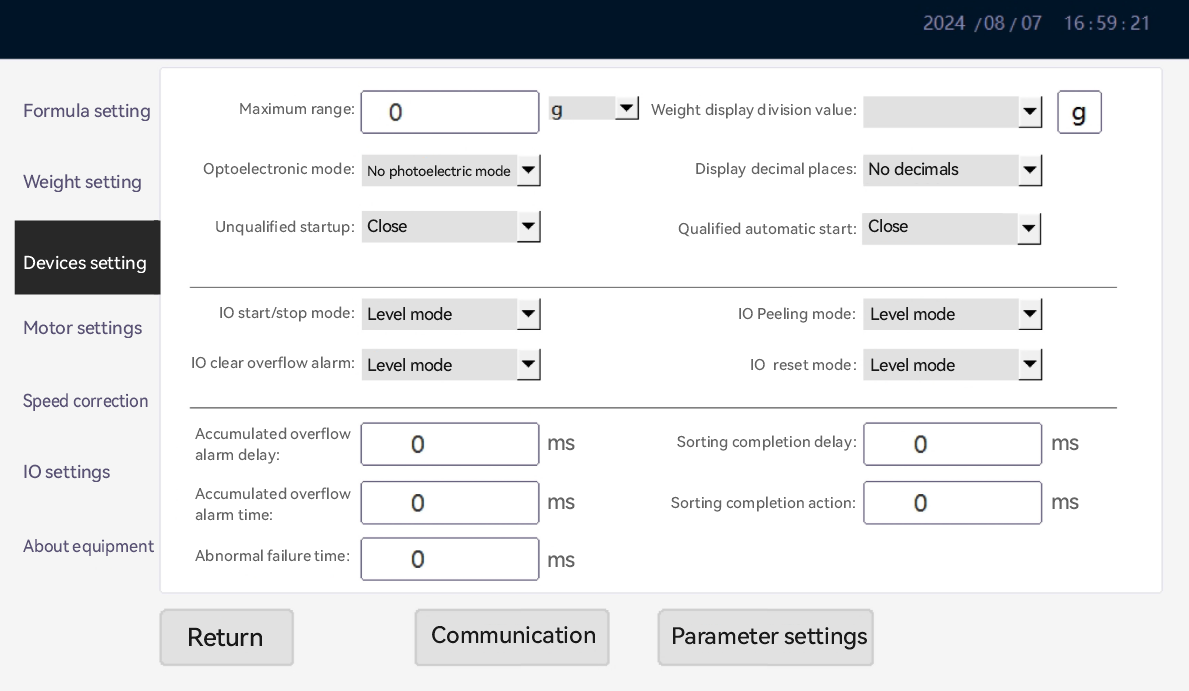 2024 /08/07 16:59:21
Formula setting
Weight setting
Devices setting
Motor settings
Speed correction
IO settings
About equipment
Maximum range: 0 g Weight display division value: g
Optoelectronic mode: No photoelectric mode Display decimal places: No decimals
Unqualified startup: Close Qualified automatic start: Close
IO start/stop mode: Level mode IO Peeling mode: Level mode
IO clear overflow alarm: Level mode IO reset mode: Level mode
Accumulated overflow
alarm delay: 0 ms Sorting completion delay: 0 ms
Accumulated overflow
alarm time: 0 ms Sorting completion action: 0 ms
Abnormal failure time: 0 ms
Return Communication Parameter settings